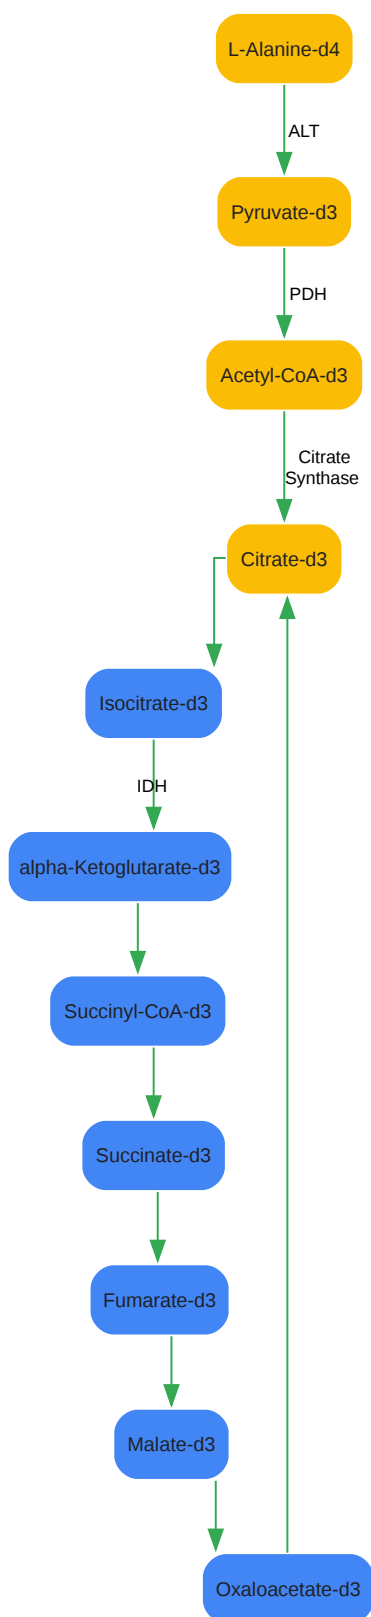 L-Alanine-d4
ALT
Pyruvate-d3
PDH
Acetyl-CoA-d3
Citrate
Synthase
Citrate-d3
Isocitrate-d3
IDH
alpha-Ketoglutarate-d3
Succinyl-CoA-d3
Succinate-d3
Fumarate-d3
Malate-d3
Oxaloacetate-d3